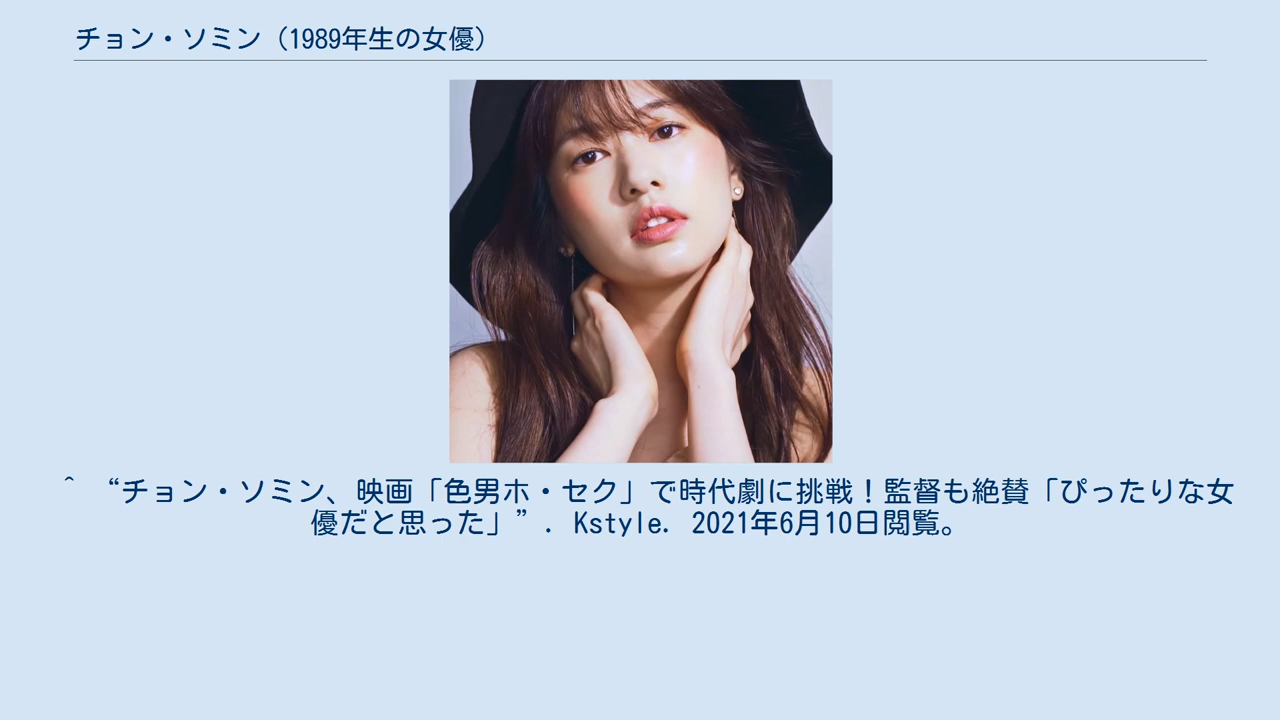 チョン・ソミン（1989年生の女優）
^ “チョン・ソミン、映画「色男ホ・セク」で時代劇に挑戦！監督も絶賛「ぴったりな女
優だと思った」”. Kstyle. 2021年6月10日閲覧。